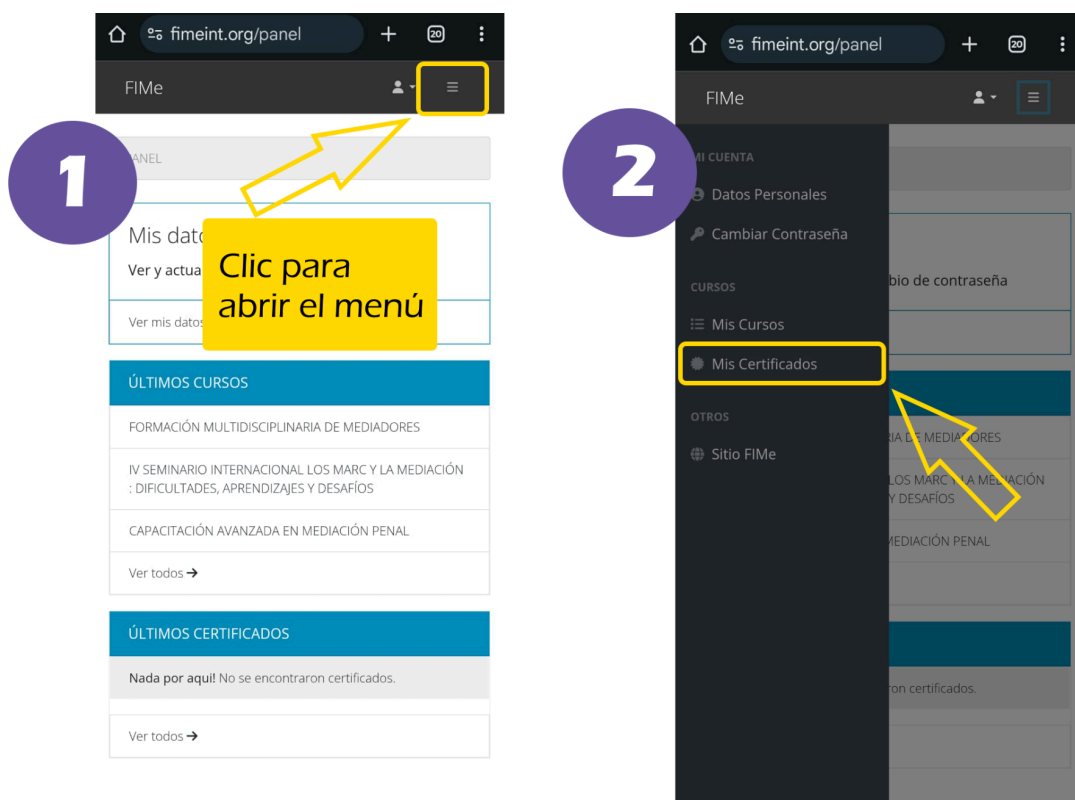 fimeint.org/panel
20
FIMe
1
ANEL
Mis dat
Ver y actua
Clic para
abrir el menú
Ver mis datos
ÚLTIMOS CURSOS
FORMACIÓN MULTIDISCIPLINARIA DE MEDIADORES
IV SEMINARIO INTERNACIONAL LOS MARC Y LA MEDIACIÓN
: DIFICULTADES, APRENDIZAJES Y DESAFÍOS
CAPACITACIÓN AVANZADA EN MEDIACIÓN PENAL
Ver todos →
ÚLTIMOS CERTIFICADOS
Nada por aqui! No se encontraron certificados.
Ver todos →
fimeint.org/panel
20
FIMe
2
MI CUENTA
Datos Personales
Cambiar Contraseña
CURSOS
Mis Cursos
Mis Certificados
OTROS
Sitio FIMe
bio de contraseña
RIA DE MEDIADORES
LOS MARC Y LA MEDIACIÓN
Y DESAFÍOS
MEDIACIÓN PENAL
ron certificados.